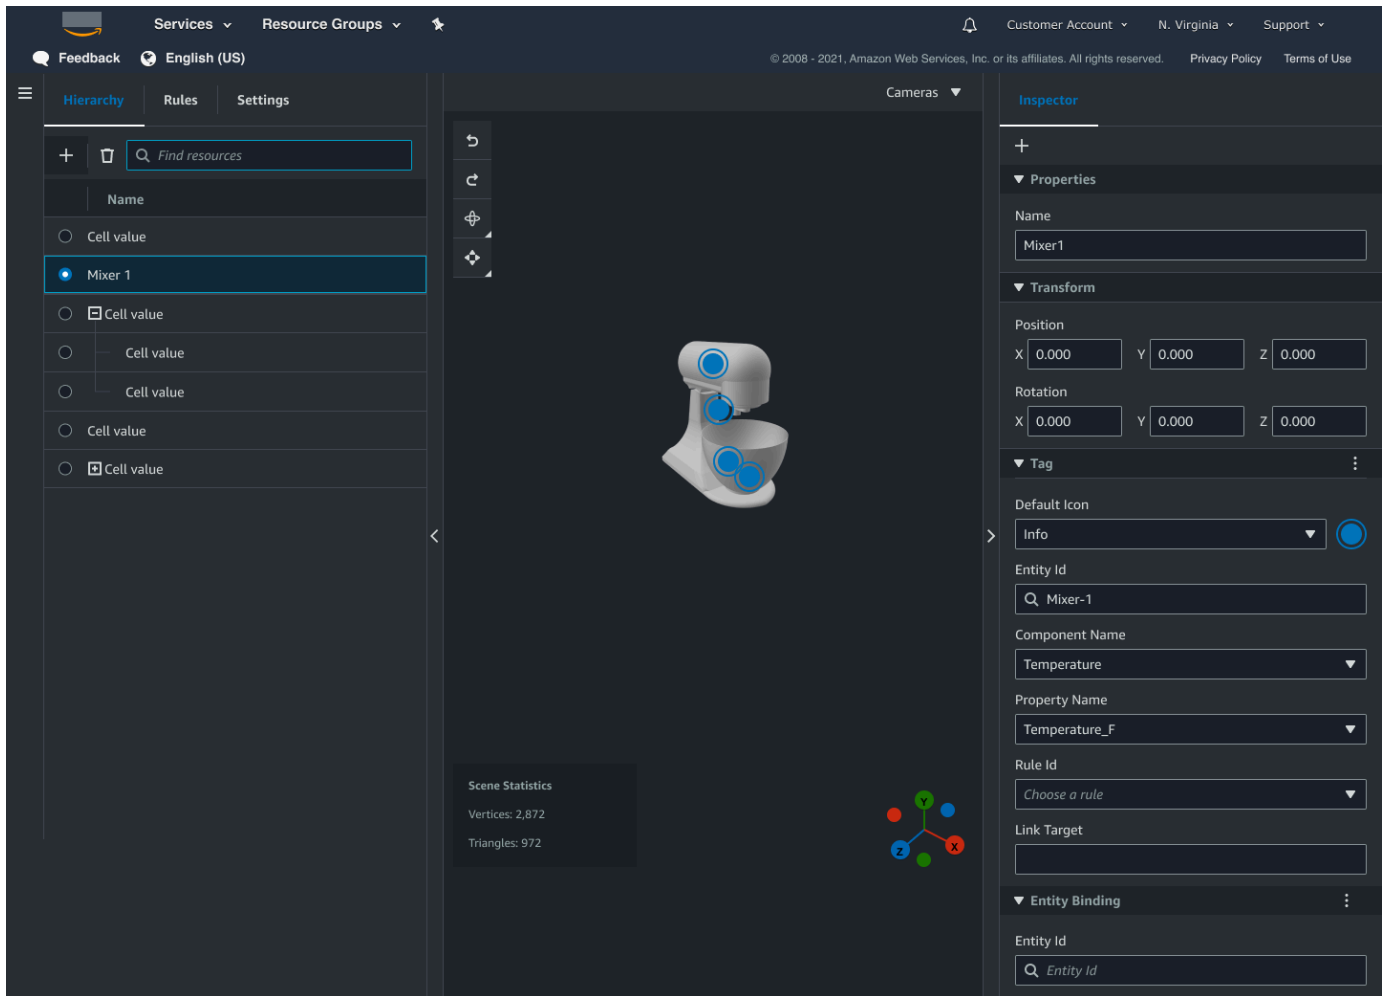 Services
Resource Groups
Customer Account
N. Virginia
Support
Feedback
English (US)
© 2008 - 2021, Amazon Web Services, Inc. or its affiliates. All rights reserved.
Privacy Policy
Terms of Use
Hierarchy
Rules
Settings
Find resources
Name
Cell value
Mixer 1
Cell value
Cell value
Cell value
Cell value
Cell value
Cameras
Scene Statistics
Vertices: 2,872
Triangles: 972
Y
Z
X
Inspector
Properties
Name
Mixer1
Transform
Position
X 0.000 Y 0.000 Z 0.000
Rotation
X 0.000 Y 0.000 Z 0.000
Tag
Default Icon
Info
Entity Id
Mixer-1
Component Name
Temperature
Property Name
Temperature_F
Rule Id
Choose a rule
Link Target
Entity Binding
Entity Id
Entity Id